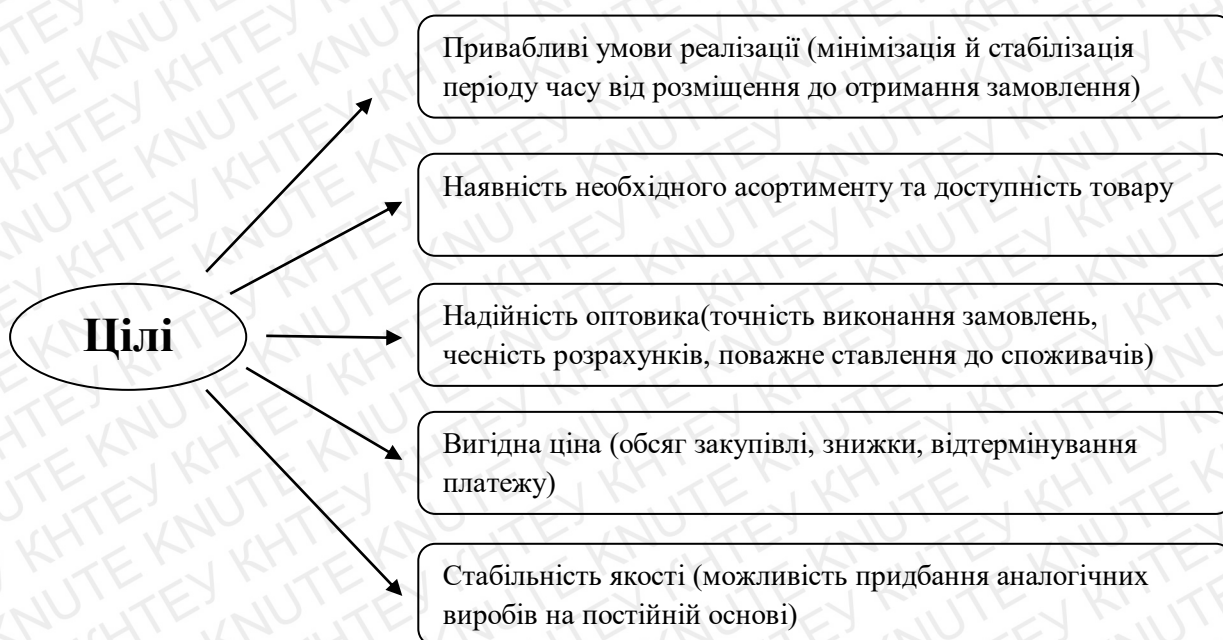 Привабливі умови реалізації (мінімізація й стабілізація
періоду часу від розміщення до отримання замовлення)
Наявність необхідного асортименту та доступність товару
Цілі
Надійність оптовика(точність виконання замовлень,
чесність розрахунків, поважне ставлення до споживачів)
Вигідна ціна (обсяг закупівлі, знижки, відтермінування
платежу)
Стабільність якості (можливість придбання аналогічних
виробів на постійній основі)